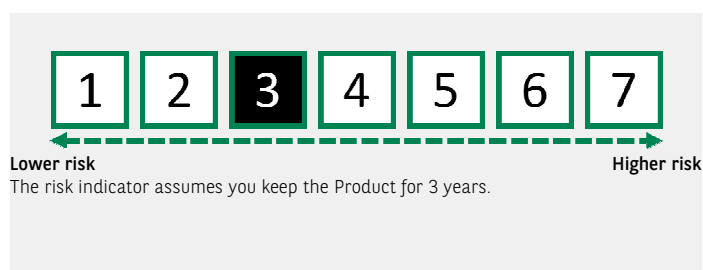 1 2 3 4 5 6 7
Lower risk Higher risk
The risk indicator assumes you keep the Product for 3 years.